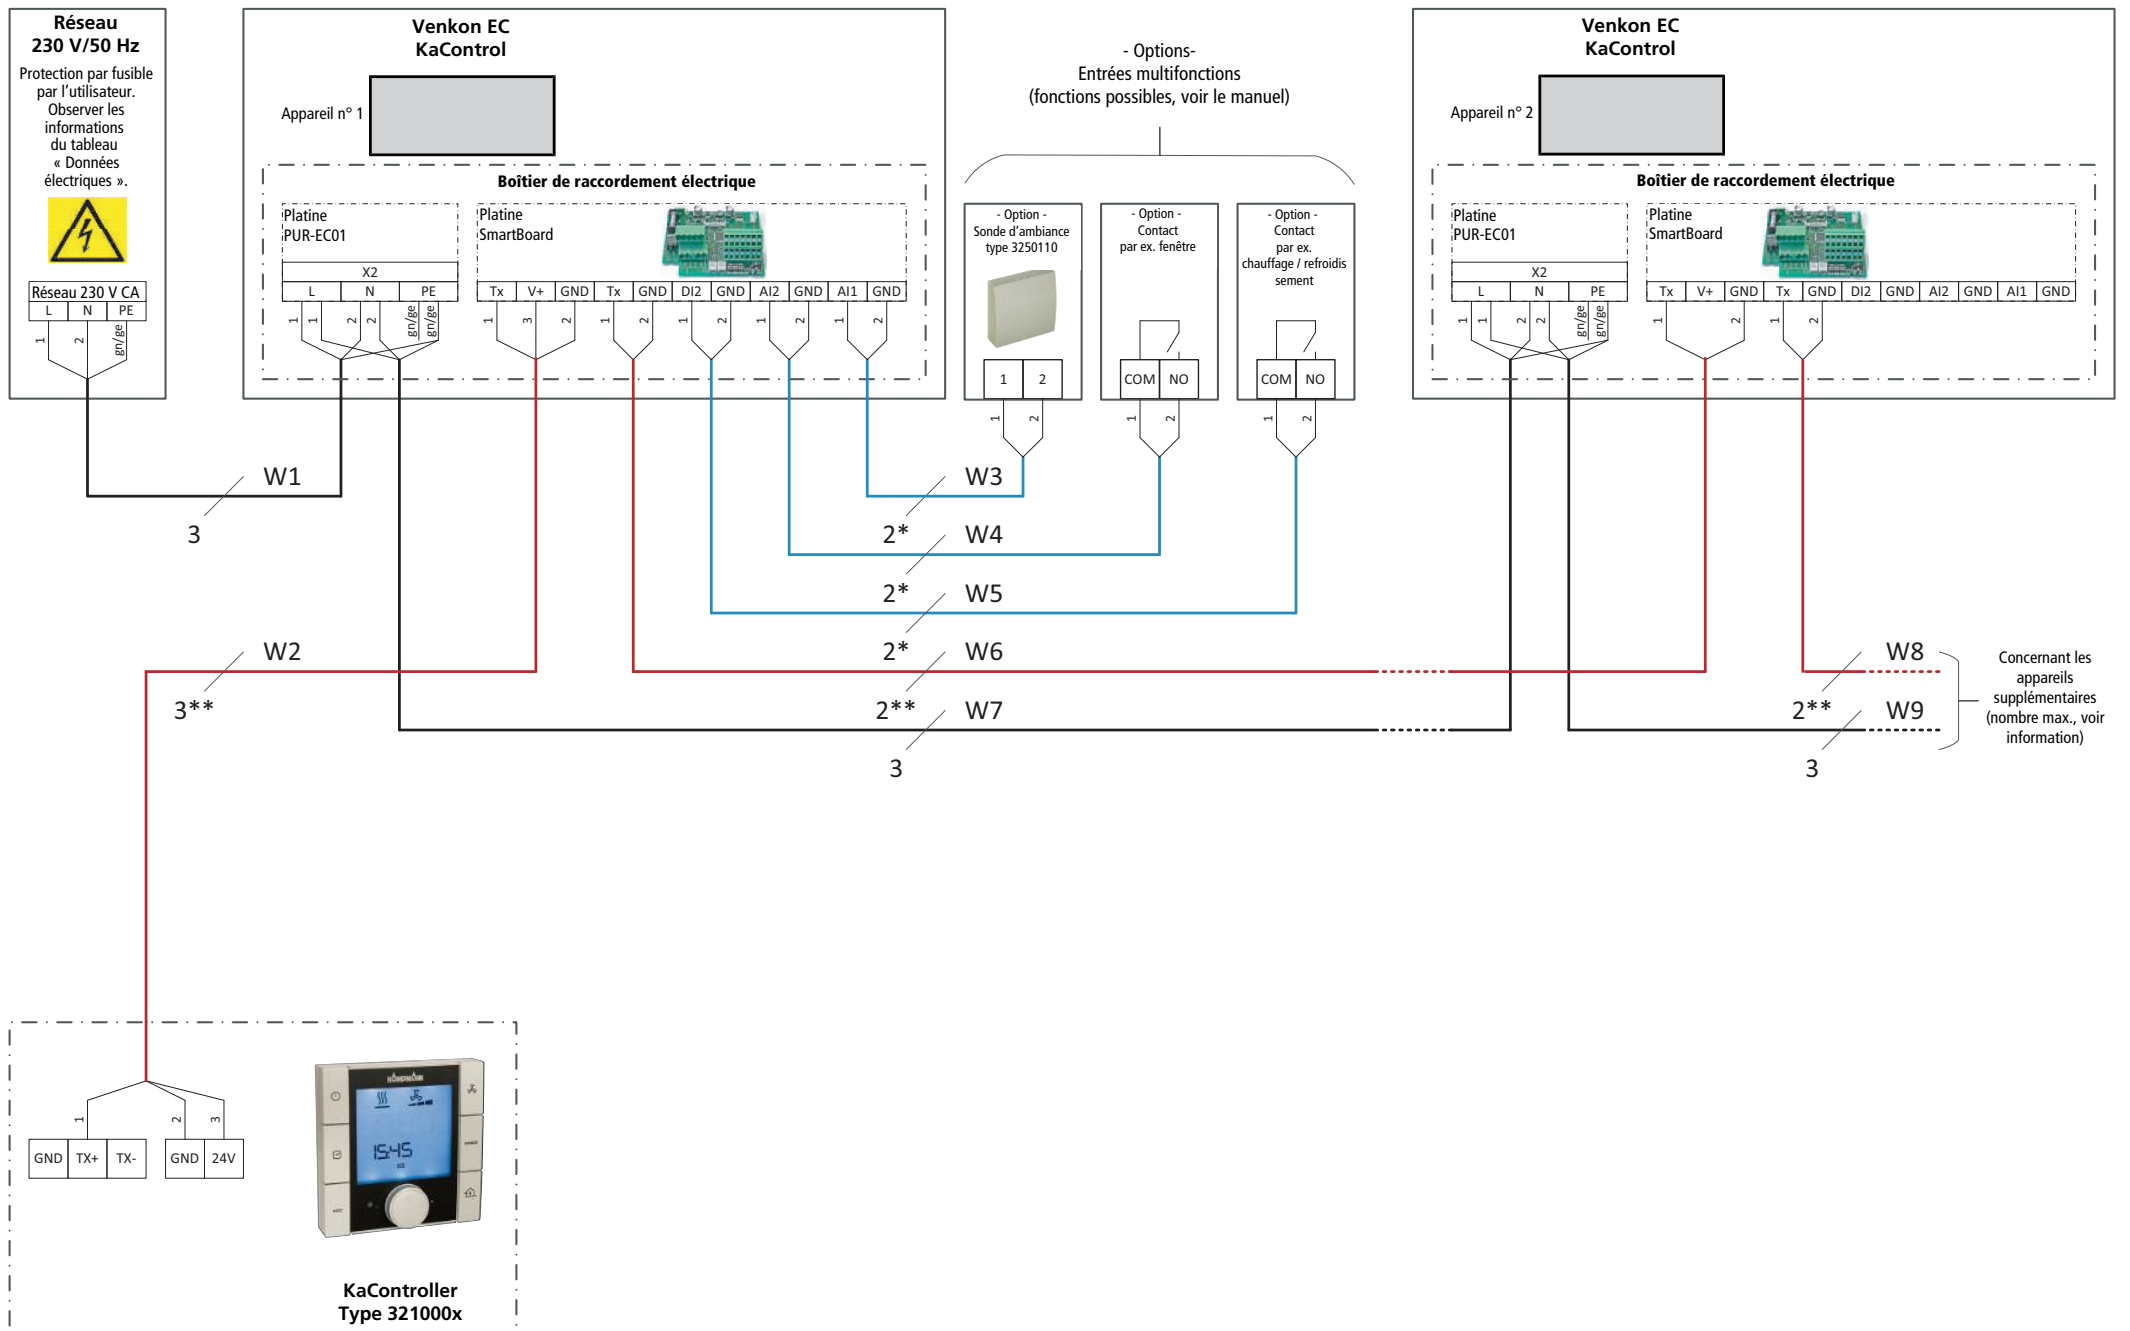 Réseau
230 V/50 Hz
Protection par fusible
par l'utilisateur.
Observer les
informations
du tableau
« Données
électriques ».
Réseau 230 V CA
L N PE
1 2 gn/ge
Venkon EC
KaControl
Appareil n° 1
Boîtier de raccordement électrique
Platine
PUR-EC01
X2
L N PE
1 1 2 2 gn/ge gn/ge
Platine
SmartBoard
Tx V+ GND Tx GND DI2 GND AI2 GND AI1 GND
1 3 2 1 2 1 2 1 2 1 2
- Options-
Entrées multifonctions
(fonctions possibles, voir le manuel)
- Option -
Sonde d'ambiance
type 3250110
1 2
1 2
- Option -
Contact
par ex. fenêtre
COM NO
1 2
- Option -
Contact
par ex.
chauffage / refroidis
sement
COM NO
1 2
Venkon EC
KaControl
Appareil n° 2
Boîtier de raccordement électrique
Platine
PUR-EC01
X2
L N PE
1 1 2 2 gn/ge gn/ge
Platine
SmartBoard
Tx V+ GND Tx GND DI2 GND AI2 GND AI1 GND
1 2 1 2
W1
3
W3
2*
W4
2*
W5
2*
W2
3**
W6
2**
W7
3
W8
2**
W9
3
Concernant les
appareils
supplémentaires
(nombre max., voir
information)
1 2 3
GND TX+ TX- GND 24V
15:45
KaController
Type 321000x